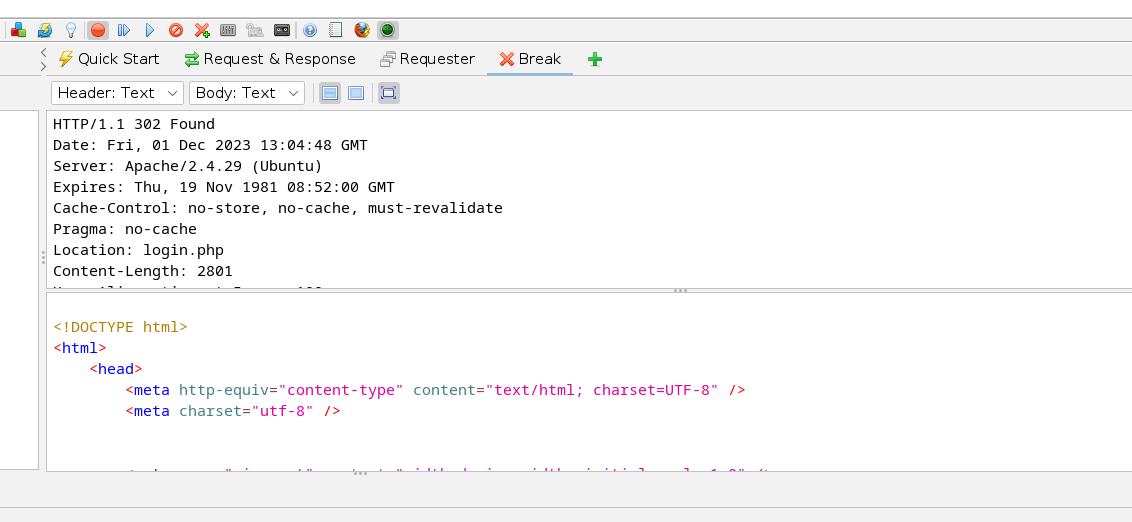 Quick Start Request & Response Requester Break
Header: Text Body: Text
HTTP/1.1 302 Found
Date: Fri, 01 Dec 2023 13:04:48 GMT
Server: Apache/2.4.29 (Ubuntu)
Expires: Thu, 19 Nov 1981 08:52:00 GMT
Cache-Control: no-store, no-cache, must-revalidate
Pragma: no-cache
Location: login.php
Content-Length: 2801
<!DOCTYPE html>
<html>
<head>
<meta http-equiv="content-type" content="text/html; charset=UTF-8" />
<meta charset="utf-8" />